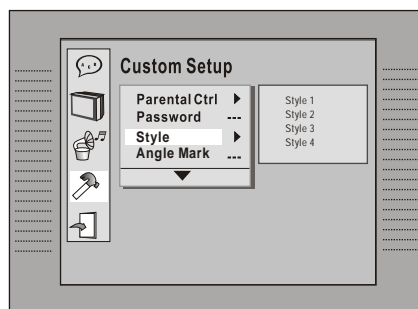 Custom Setup
Parental Ctrl
Password ---
Style
Angle Mark ---
Style 1
Style 2
Style 3
Style 4